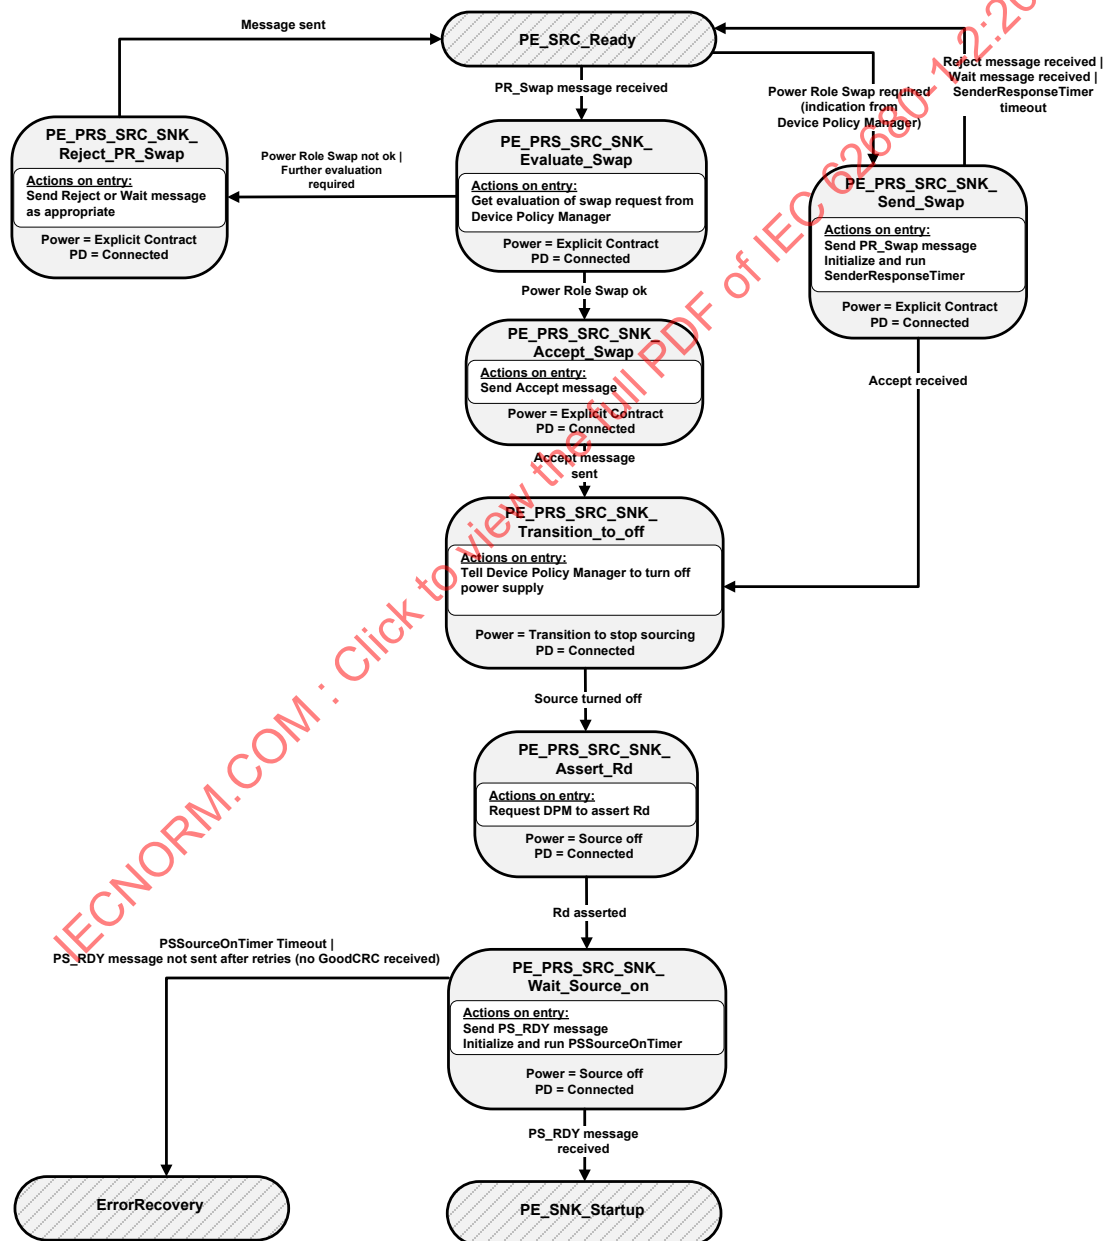 Message sent
PE_SRC_Ready
PR_Swap message received
Power Role Swap required
(indication from
Device Policy Manager)
Reject message received |
Wait message received |
SenderResponseTimer
timeout
PE_PRS_SRC_SNK_
Reject_PR_Swap
Actions on entry:
Send Reject or Wait message
as appropriate
Power = Explicit Contract
PD = Connected
Power Role Swap not ok |
Further evaluation
required
PE_PRS_SRC_SNK_
Evaluate_Swap
Actions on entry:
Get evaluation of swap request from
Device Policy Manager
Power = Explicit Contract
PD = Connected
PE_PRS_SRC_SNK_
Send_Swap
Actions on entry:
Send PR_Swap message
Initialize and run
SenderResponseTimer
Power = Explicit Contract
PD = Connected
Power Role Swap ok
PE_PRS_SRC_SNK_
Accept_Swap
Actions on entry:
Send Accept message
Power = Explicit Contract
PD = Connected
Accept received
Accept message
sent
PE_PRS_SRC_SNK_
Transition_to_off
Actions on entry:
Tell Device Policy Manager to turn off
power supply
Power = Transition to stop sourcing
PD = Connected
Source turned off
PE_PRS_SRC_SNK_
Assert_Rd
Actions on entry:
Request DPM to assert Rd
Power = Source off
PD = Connected
Rd asserted
PSSourceOnTimer Timeout |
PS_RDY message not sent after retries (no GoodCRC received)
PE_PRS_SRC_SNK_
Wait_Source_on
Actions on entry:
Send PS_RDY message
Initialize and run PSSourceOnTimer
Power = Source off
PD = Connected
PS_RDY message
received
ErrorRecovery
PE_SNK_Startup
IECNORM.COM : Click to view the full PDF of IEC 62680-1-2:20